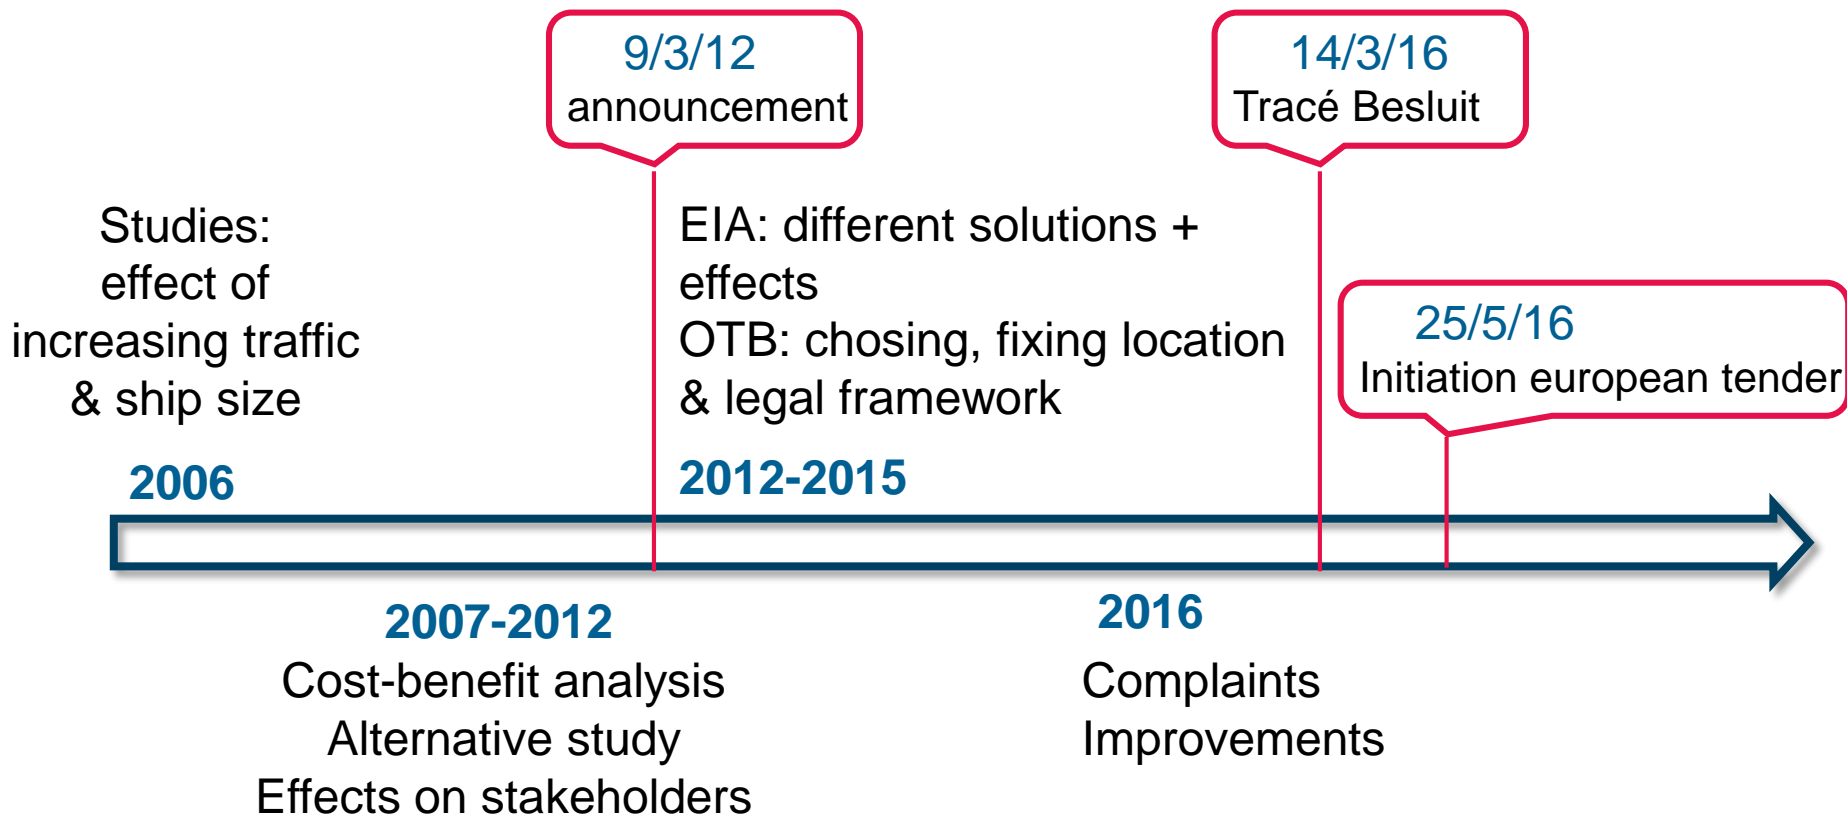 9/3/12
announcement
14/3/16
Tracé Besluit
Studies:
effect of
increasing traffic
& ship size
EIA: different solutions +
effects
OTB: chosing, fixing location
& legal framework
25/5/16
Initiation european tender
2006
2012-2015
2007-2012
Cost-benefit analysis
Alternative study
Effects on stakeholders
2016
Complaints
Improvements